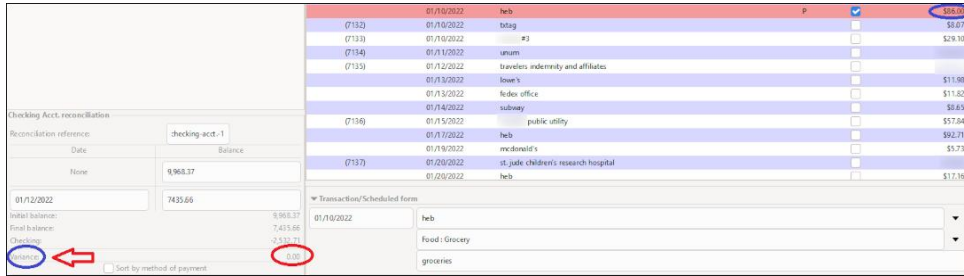 01/10/2022 heb P $86.00
(7132) 01/10/2022 txtag $8.07
(7133) 01/10/2022 #3 $29.10
(7134) 01/11/2022 unum
(7135) 01/12/2022 travelers indemnity and affiliates
01/13/2022 lowe's $11.98
01/13/2022 fedex office $11.82
01/14/2022 subway $8.65
(7136) 01/15/2022 public utility $57.84
01/17/2022 heb $92.71
01/19/2022 mcdonald's $5.73
(7137) 01/20/2022 st. jude children's research hospital
01/20/2022 heb $17.16
Checking Acct. reconciliation
Reconciliation reference: :hecking-acct.-1
Date Balance
None 9,968.37
01/12/2022 7435.66
Initial balance: 9,968.37
Final balance: 7,435.66
Checking: -2,532.71
Variance: 0.00
Sort by method of payment
Transaction/Scheduled form
01/10/2022 heb
Food : Grocery
groceries